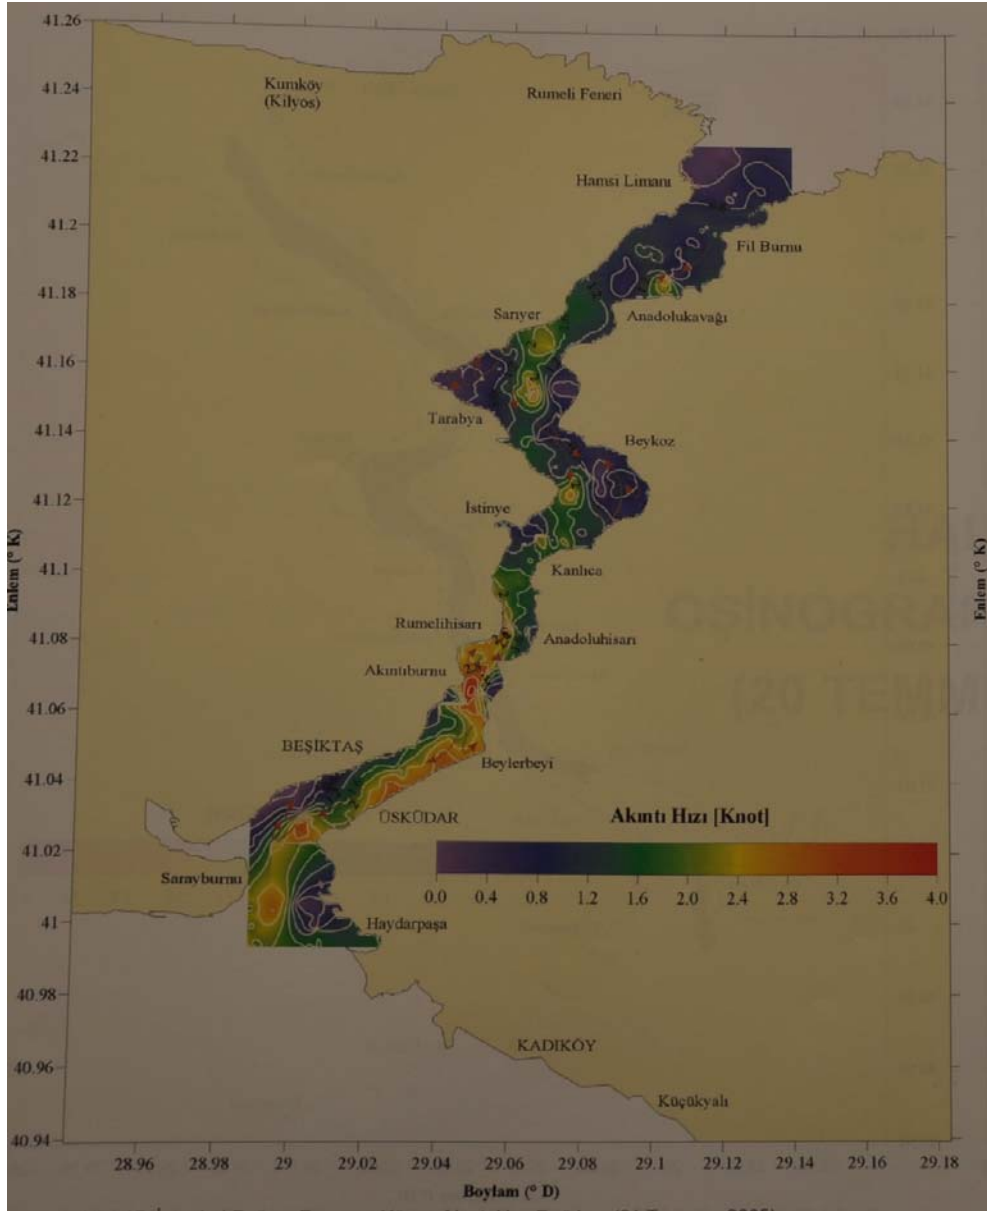 41.26
41.24
41.22
41.2
41.18
41.16
41.14
41.12
41.1
41.08
41.06
41.04
41.02
41
40.98
40.96
40.94
Enlem (° K)
Kumköy
(Kilyos)
Rumeli Feneri
Hamsi Limanı
Fil Burnu
Sarıyer
Anadolukavağı
Tarabya
Beykoz
İstinye
Kanlıca
Rumelihisarı
Anadoluhisarı
Akıntıburnu
BEŞİKTAŞ
Beylerbeyi
ÜSKÜDAR
Sarayburnu
Haydarpaşa
KADIKÖY
Küçükyalı
Akıntı Hızı [Knot]
0.0 0.4 0.8 1.2 1.6 2.0 2.4 2.8 3.2 3.6 4.0
Enlem (° K)
28.96 28.98 29 29.02 29.04 29.06 29.08 29.1 29.12 29.14 29.16 29.18
Boylam (° D)
(20 TEMM